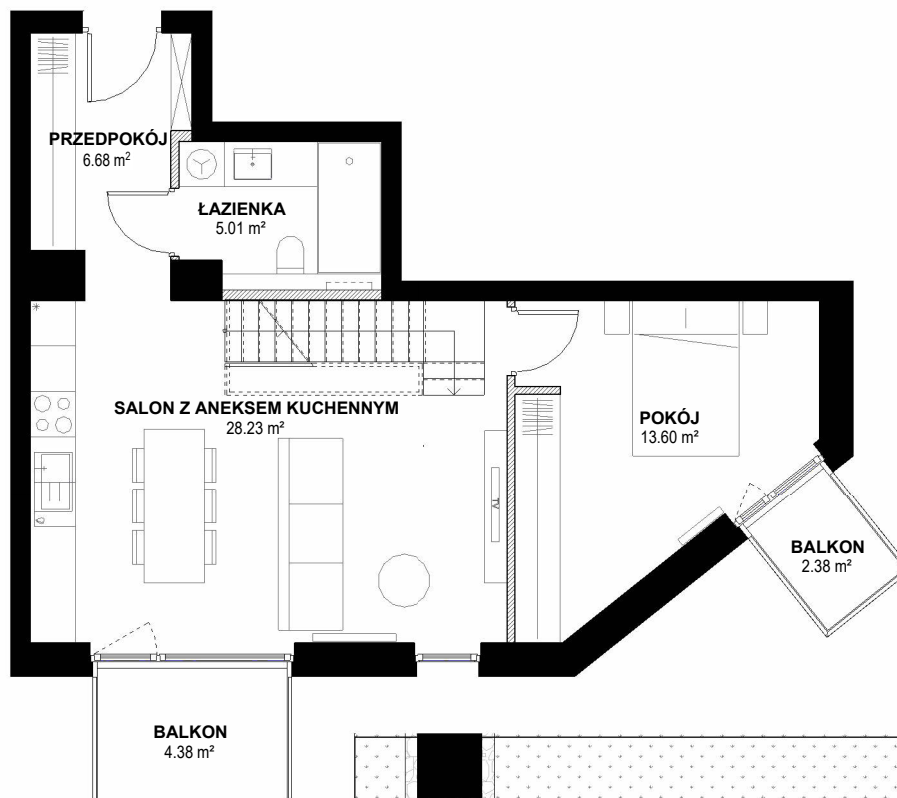 PRZEDPOKÓJ
6.68 m²
ŁAZIENKA
5.01 m²
SALON Z ANEKSEM KUCHENNYM
28.23 m²
POKÓJ
13.60 m²
TV
BALKON
2.38 m²
BALKON
4.38 m²